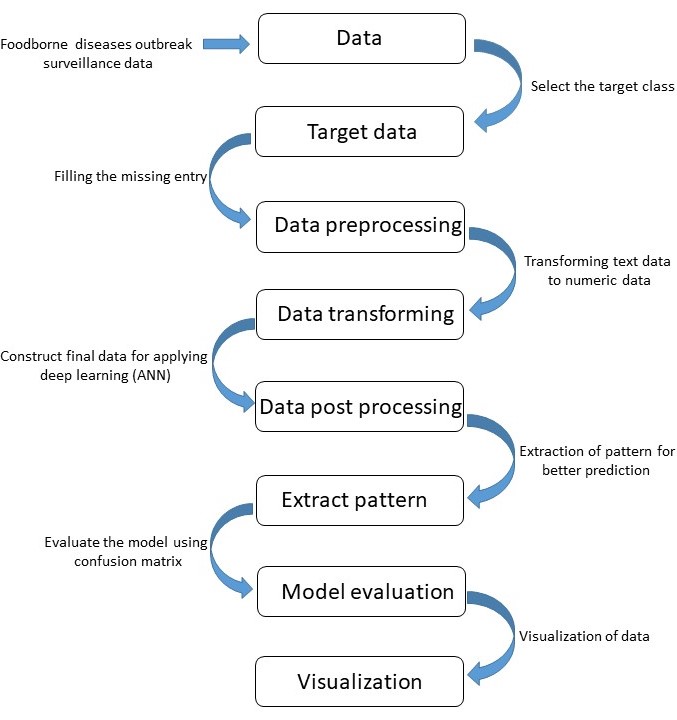 Data
Foodborne diseases outbreak
surveillance data
Select the target class
Target data
Filling the missing entry
Data preprocessing
Transforming text data
to numeric data
Data transforming
Construct final data for applying
deep learning (ANN)
Data post processing
Extraction of pattern for
better prediction
Extract pattern
Evaluate the model using
confusion matrix
Model evaluation
Visualization of data
Visualization